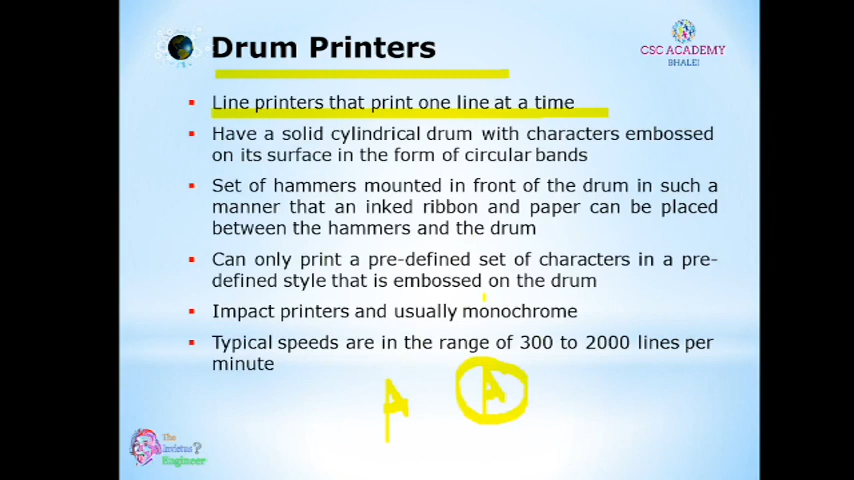 Drum Printers
CSC ACADEMY
BHALEI
Line printers that print one line at a time
Have a solid cylindrical drum with characters embossed
on its surface in the form of circular bands
Set of hammers mounted in front of the drum in such a
manner that an inked ribbon and paper can be placed
between the hammers and the drum
Can only print a pre-defined set of characters in a pre-
defined style that is embossed on the drum
Impact printers and usually monochrome
Typical speeds are in the range of 300 to 2000 lines per
minute
A A
The
Invictus?
Engineer